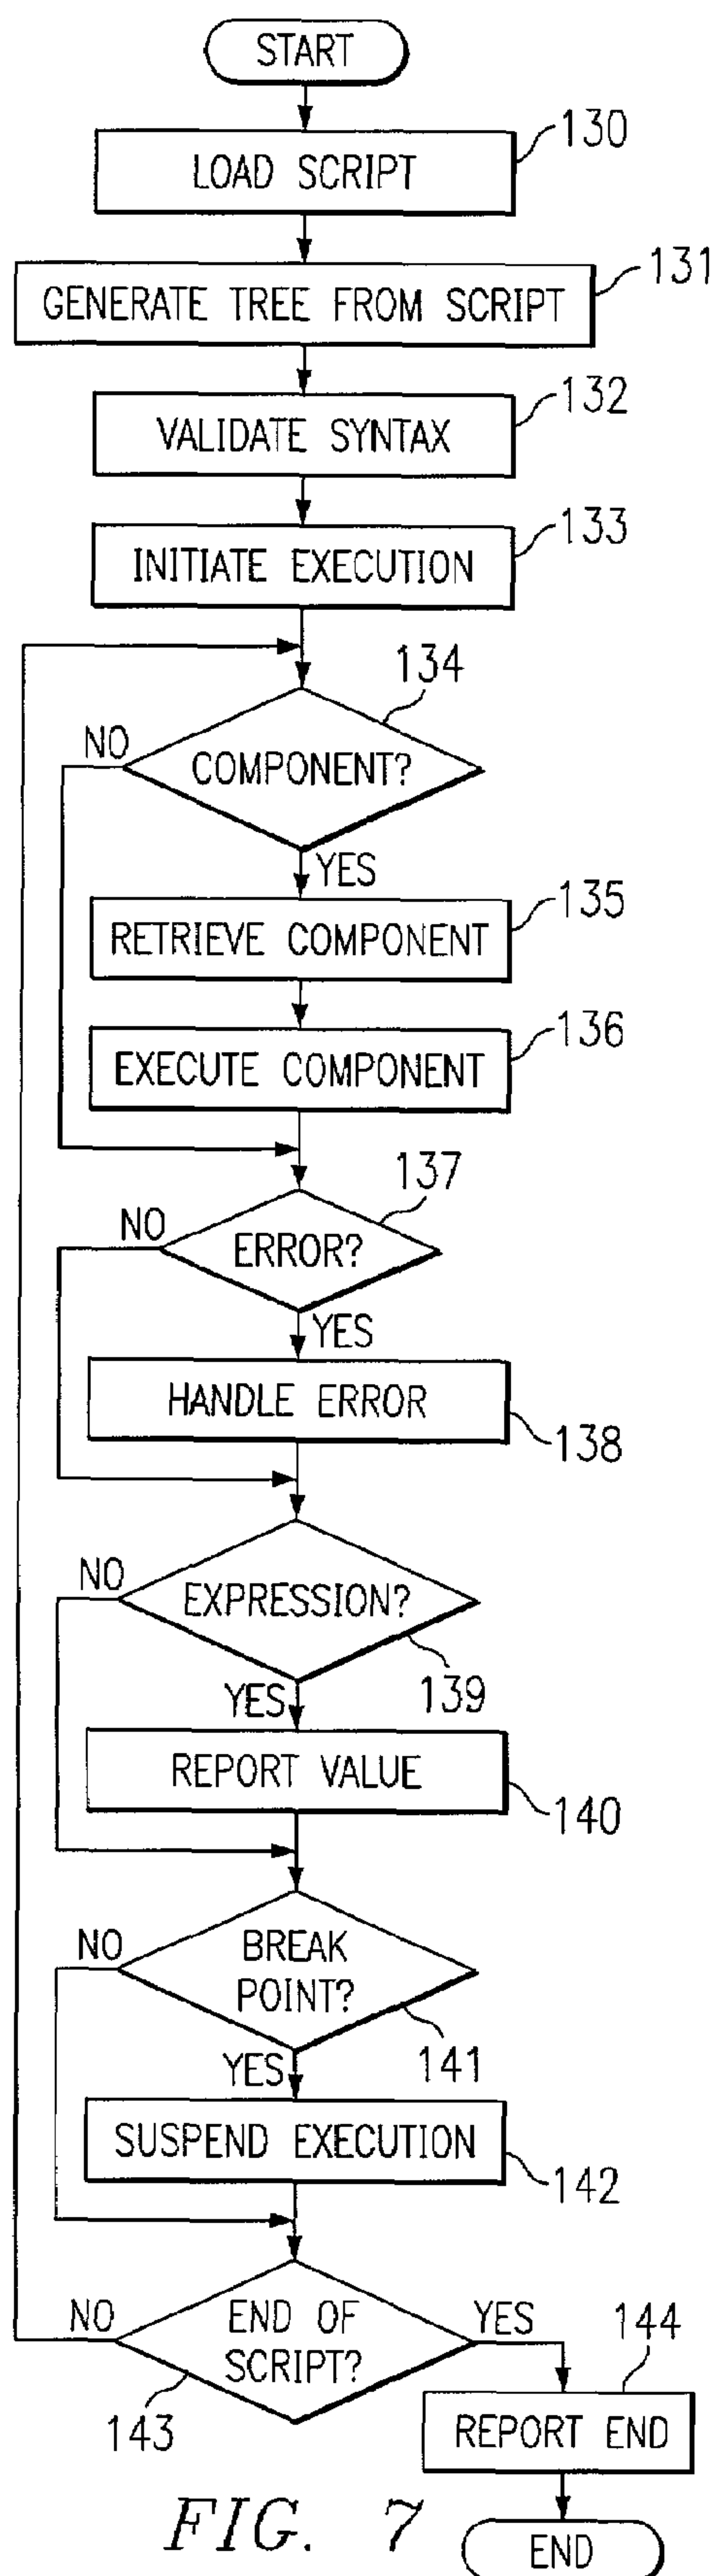 START
LOAD SCRIPT
130
GENERATE TREE FROM SCRIPT
131
VALIDATE SYNTAX
132
INITIATE EXECUTION
133
134
COMPONENT?
NO
YES
RETRIEVE COMPONENT
135
EXECUTE COMPONENT
136
137
ERROR?
NO
YES
HANDLE ERROR
138
NO
EXPRESSION?
139
YES
REPORT VALUE
140
NO
BREAK
POINT?
141
YES
SUSPEND EXECUTION
142
NO
END OF
SCRIPT?
YES
143
144
REPORT END
END
FIG. 7